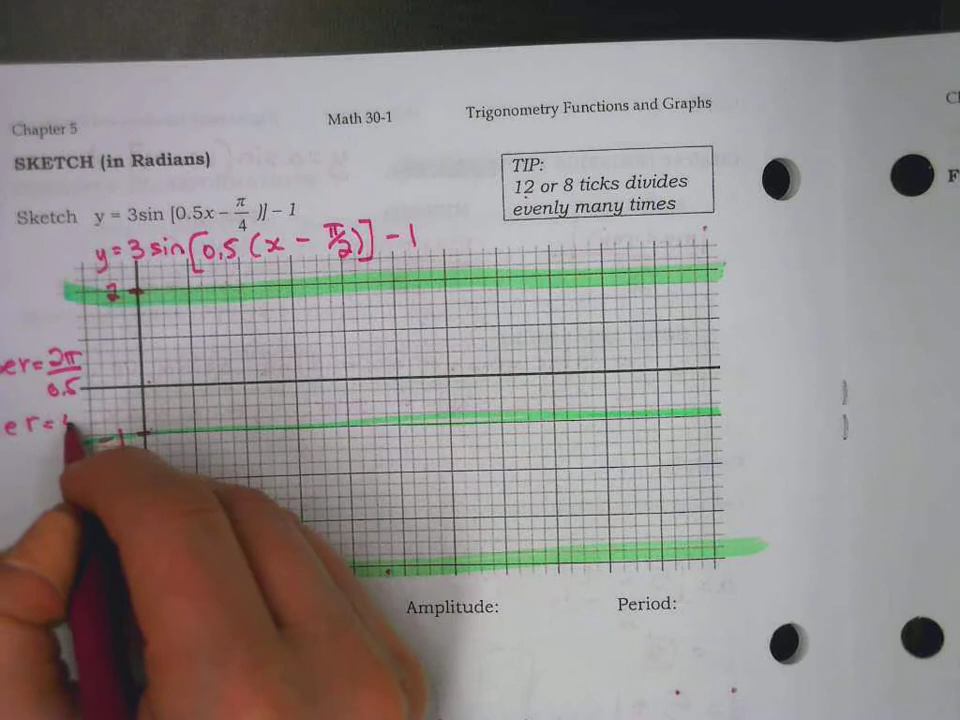 Chapter 5
Math 30-1
Trigonometry Functions and Graphs
SKETCH (in Radians)
TIP:
12 or 8 ticks divides
evenly many times
Sketch y = 3sin [0.5x − π/4 )] − 1
y = 3 sin [0.5 (x − π/2)] − 1
2
er = 2π/0.5
er =
-1
Amplitude:
Period:
F